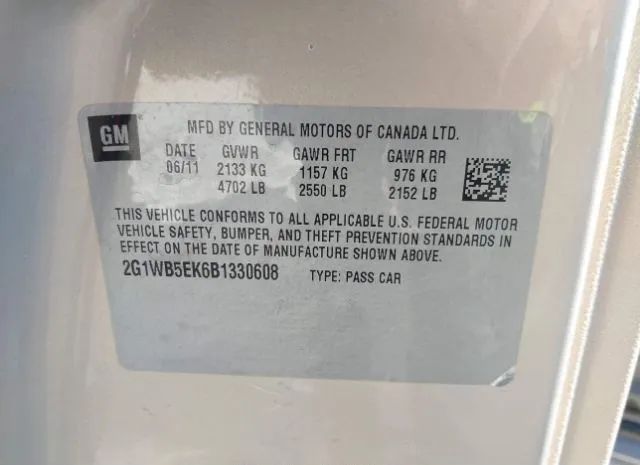 GM
MFD BY GENERAL MOTORS OF CANADA LTD.
DATE GVWR GAWR FRT GAWR RR
06/11 2133 KG 1157 KG 976 KG
4702 LB 2550 LB 2152 LB
THIS VEHICLE CONFORMS TO ALL APPLICABLE U.S. FEDERAL MOTOR
VEHICLE SAFETY, BUMPER, AND THEFT PREVENTION STANDARDS
IN EFFECT ON THE DATE OF MANUFACTURE SHOWN ABOVE.
2G1WB5EK6B1330608 TYPE: PASS CAR